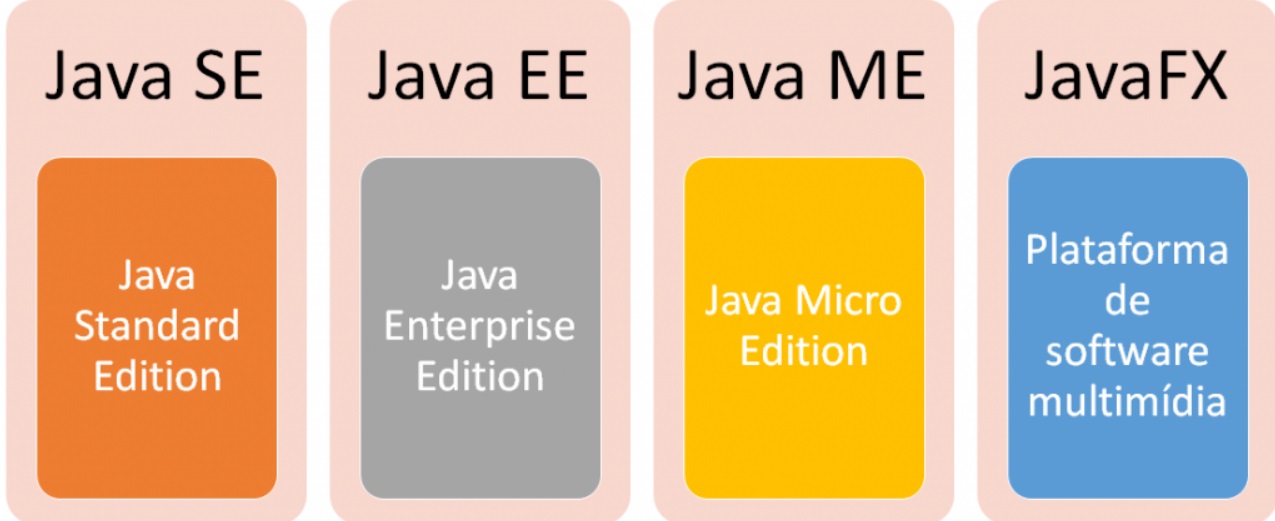 Java SE
Java
Standard
Edition
Java EE
Java
Enterprise
Edition
Java ME
Java Micro
Edition
JavaFX
Plataforma
de
software
multimídia